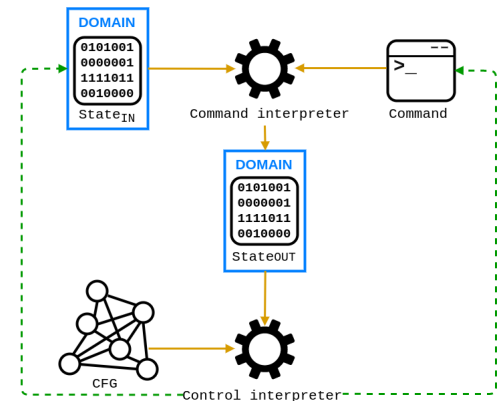 DOMAIN
0101001
0000001
1111011
0010000
StateIN
>_
Command interpreter
Command
DOMAIN
0101001
0000001
1111011
0010000
StateOUT
CFG
Control interpreter